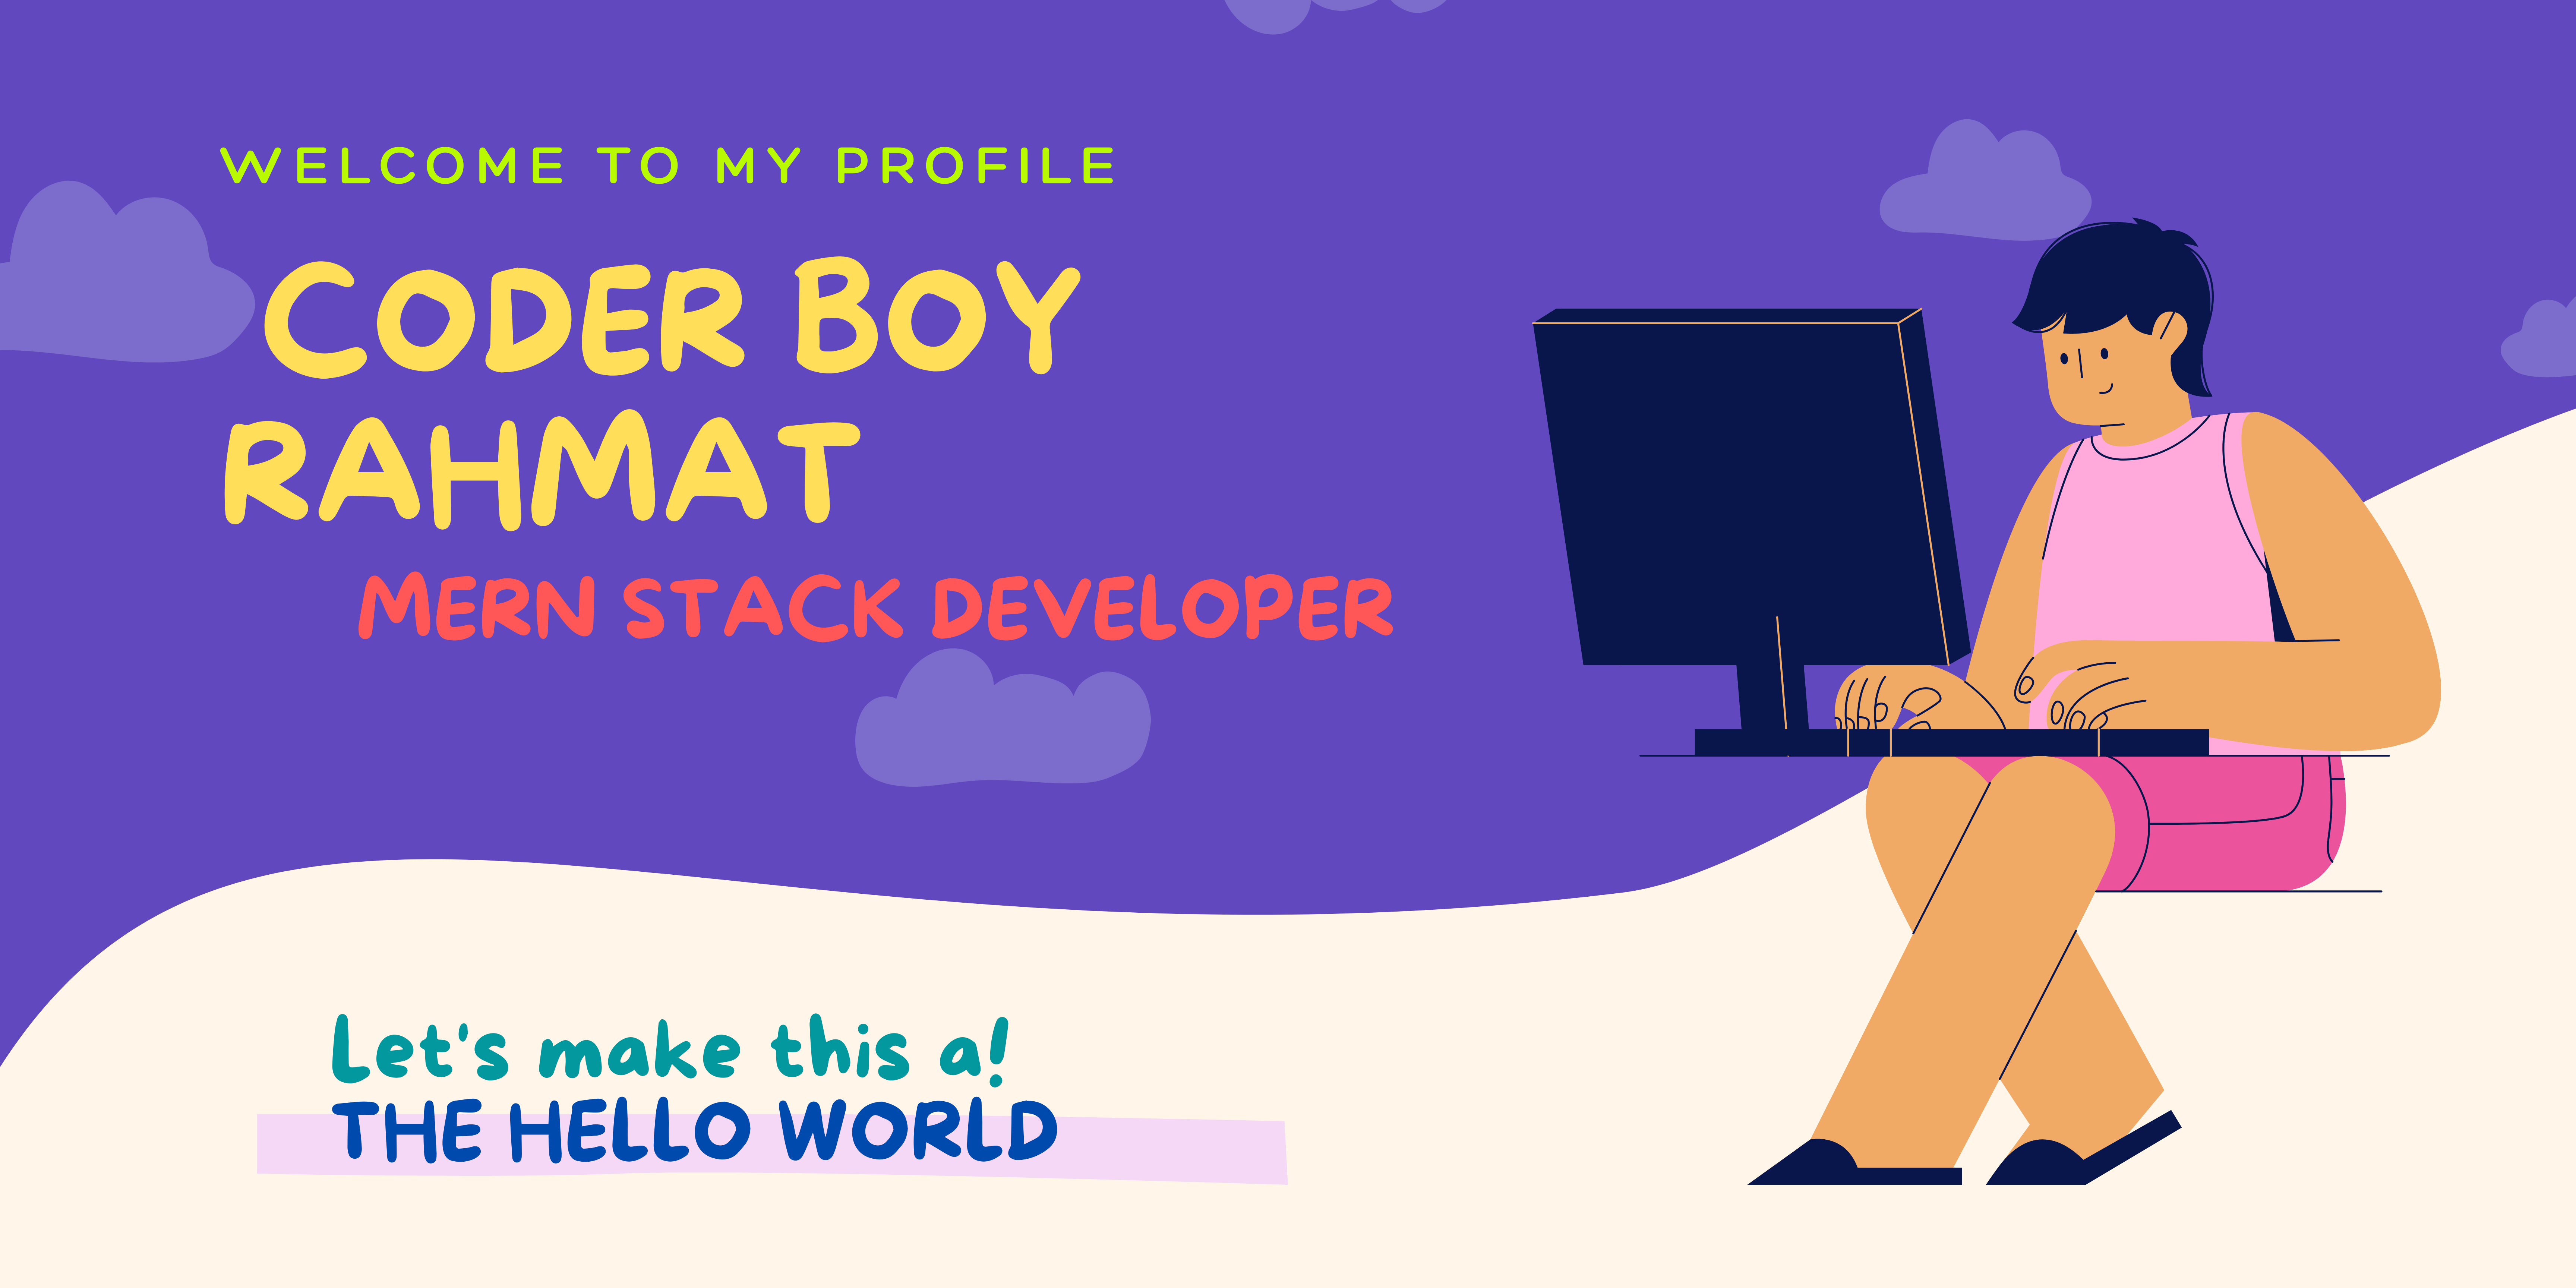 WELCOME TO MY PROFILE
CODER BOY
RAHMAT
MERN STACK DEVELOPER
Let's make this a!
THE HELLO WORLD